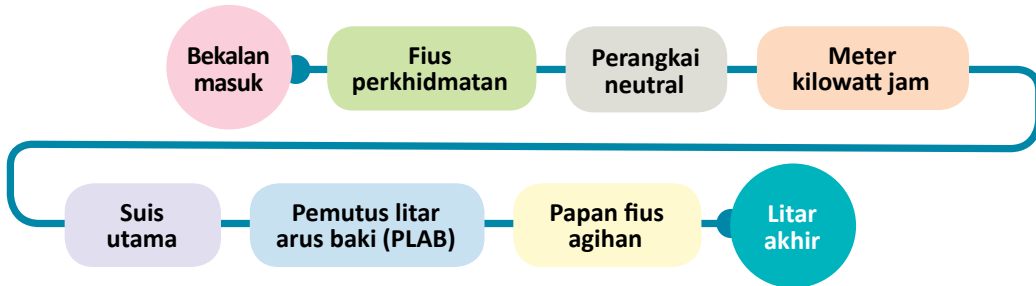 Bekalan
masuk
Fius
perkhidmatan
Perangkai
neutral
Meter
kilowatt jam
Suis
utama
Pemutus litar
arus baki (PLAB)
Papan fius
agihan
Litar
akhir